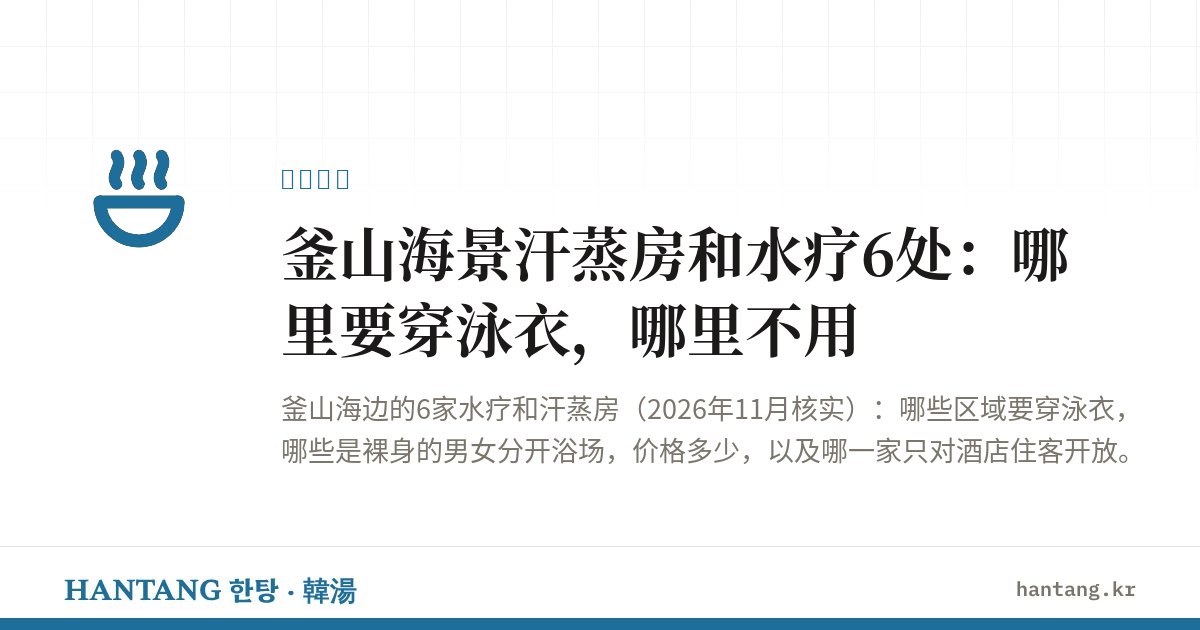 釜山海景汗蒸房和水疗6处：哪
里要穿泳衣，哪里不用
釜山海边的6家水疗和汗蒸房（2026年11月核实）：哪些区域要穿泳衣，
哪些是裸身的男女分开浴场，价格多少，以及哪一家只对酒店住客开放。
HANTANG 한탕 · 韓湯
hantang.kr